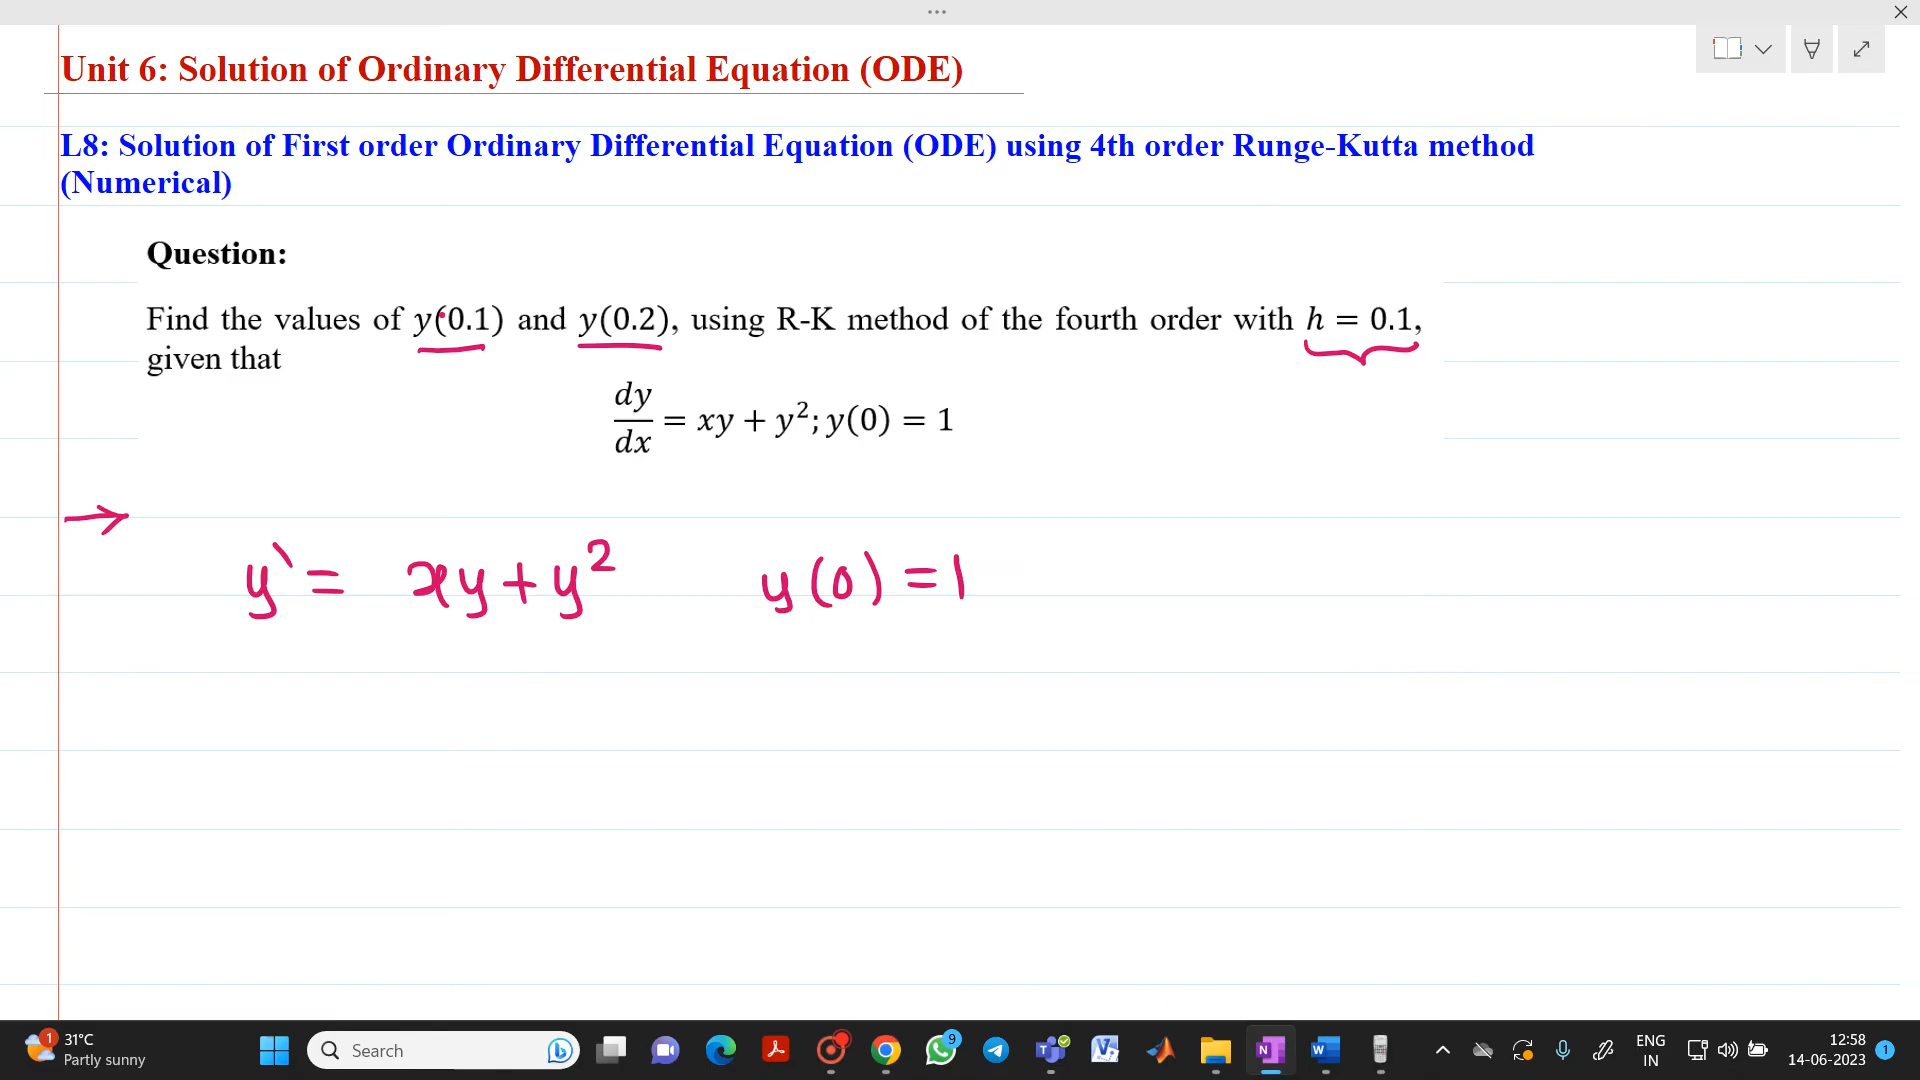 Unit 6: Solution of Ordinary Differential Equation (ODE)
L8: Solution of First order Ordinary Differential Equation (ODE) using 4th order Runge-Kutta method
(Numerical)
Question:
Find the values of y(0.1) and y(0.2), using R-K method of the fourth order with h = 0.1,
given that
dy/dx = xy + y²; y(0) = 1
y` = xy + y² y(0) = 1
1
31°C
Partly sunny
Search
9
ENG
IN
12:58
14-06-2023
1